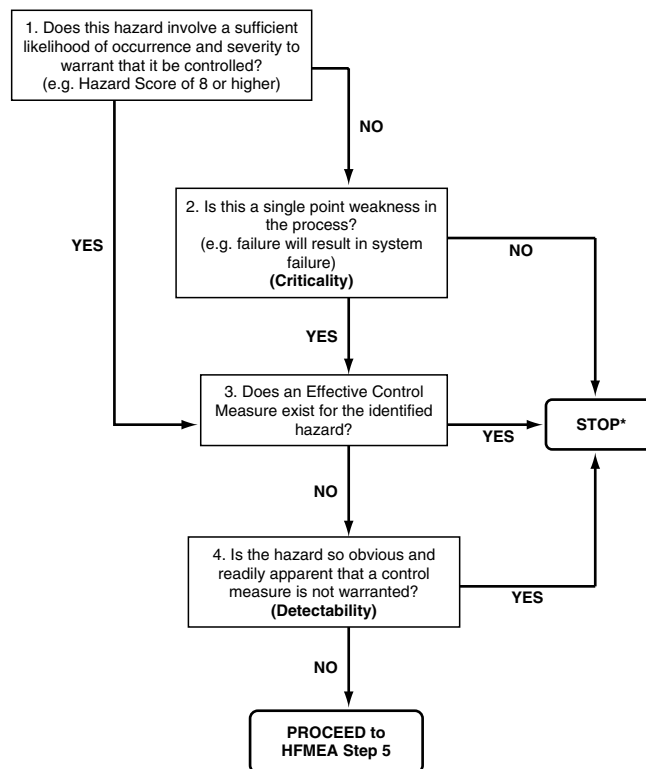 1. Does this hazard involve a sufficient
likelihood of occurrence and severity to
warrant that it be controlled?
(e.g. Hazard Score of 8 or higher)
NO
YES
2. Is this a single point weakness in
the process?
(e.g. failure will result in system
failure)
(Criticality)
NO
YES
3. Does an Effective Control
Measure exist for the identified
hazard?
YES
STOP*
NO
4. Is the hazard so obvious and
readily apparent that a control
measure is not warranted?
(Detectability)
YES
NO
PROCEED to
HFMEA Step 5